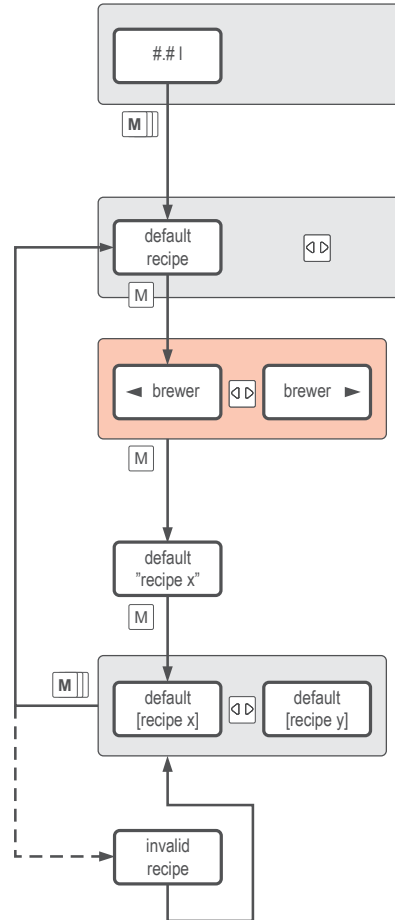 #.# l
M
default
recipe
M
◄ brewer
brewer ►
M
default
"recipe x"
M
M
default
[recipe x]
default
[recipe y]
invalid
recipe